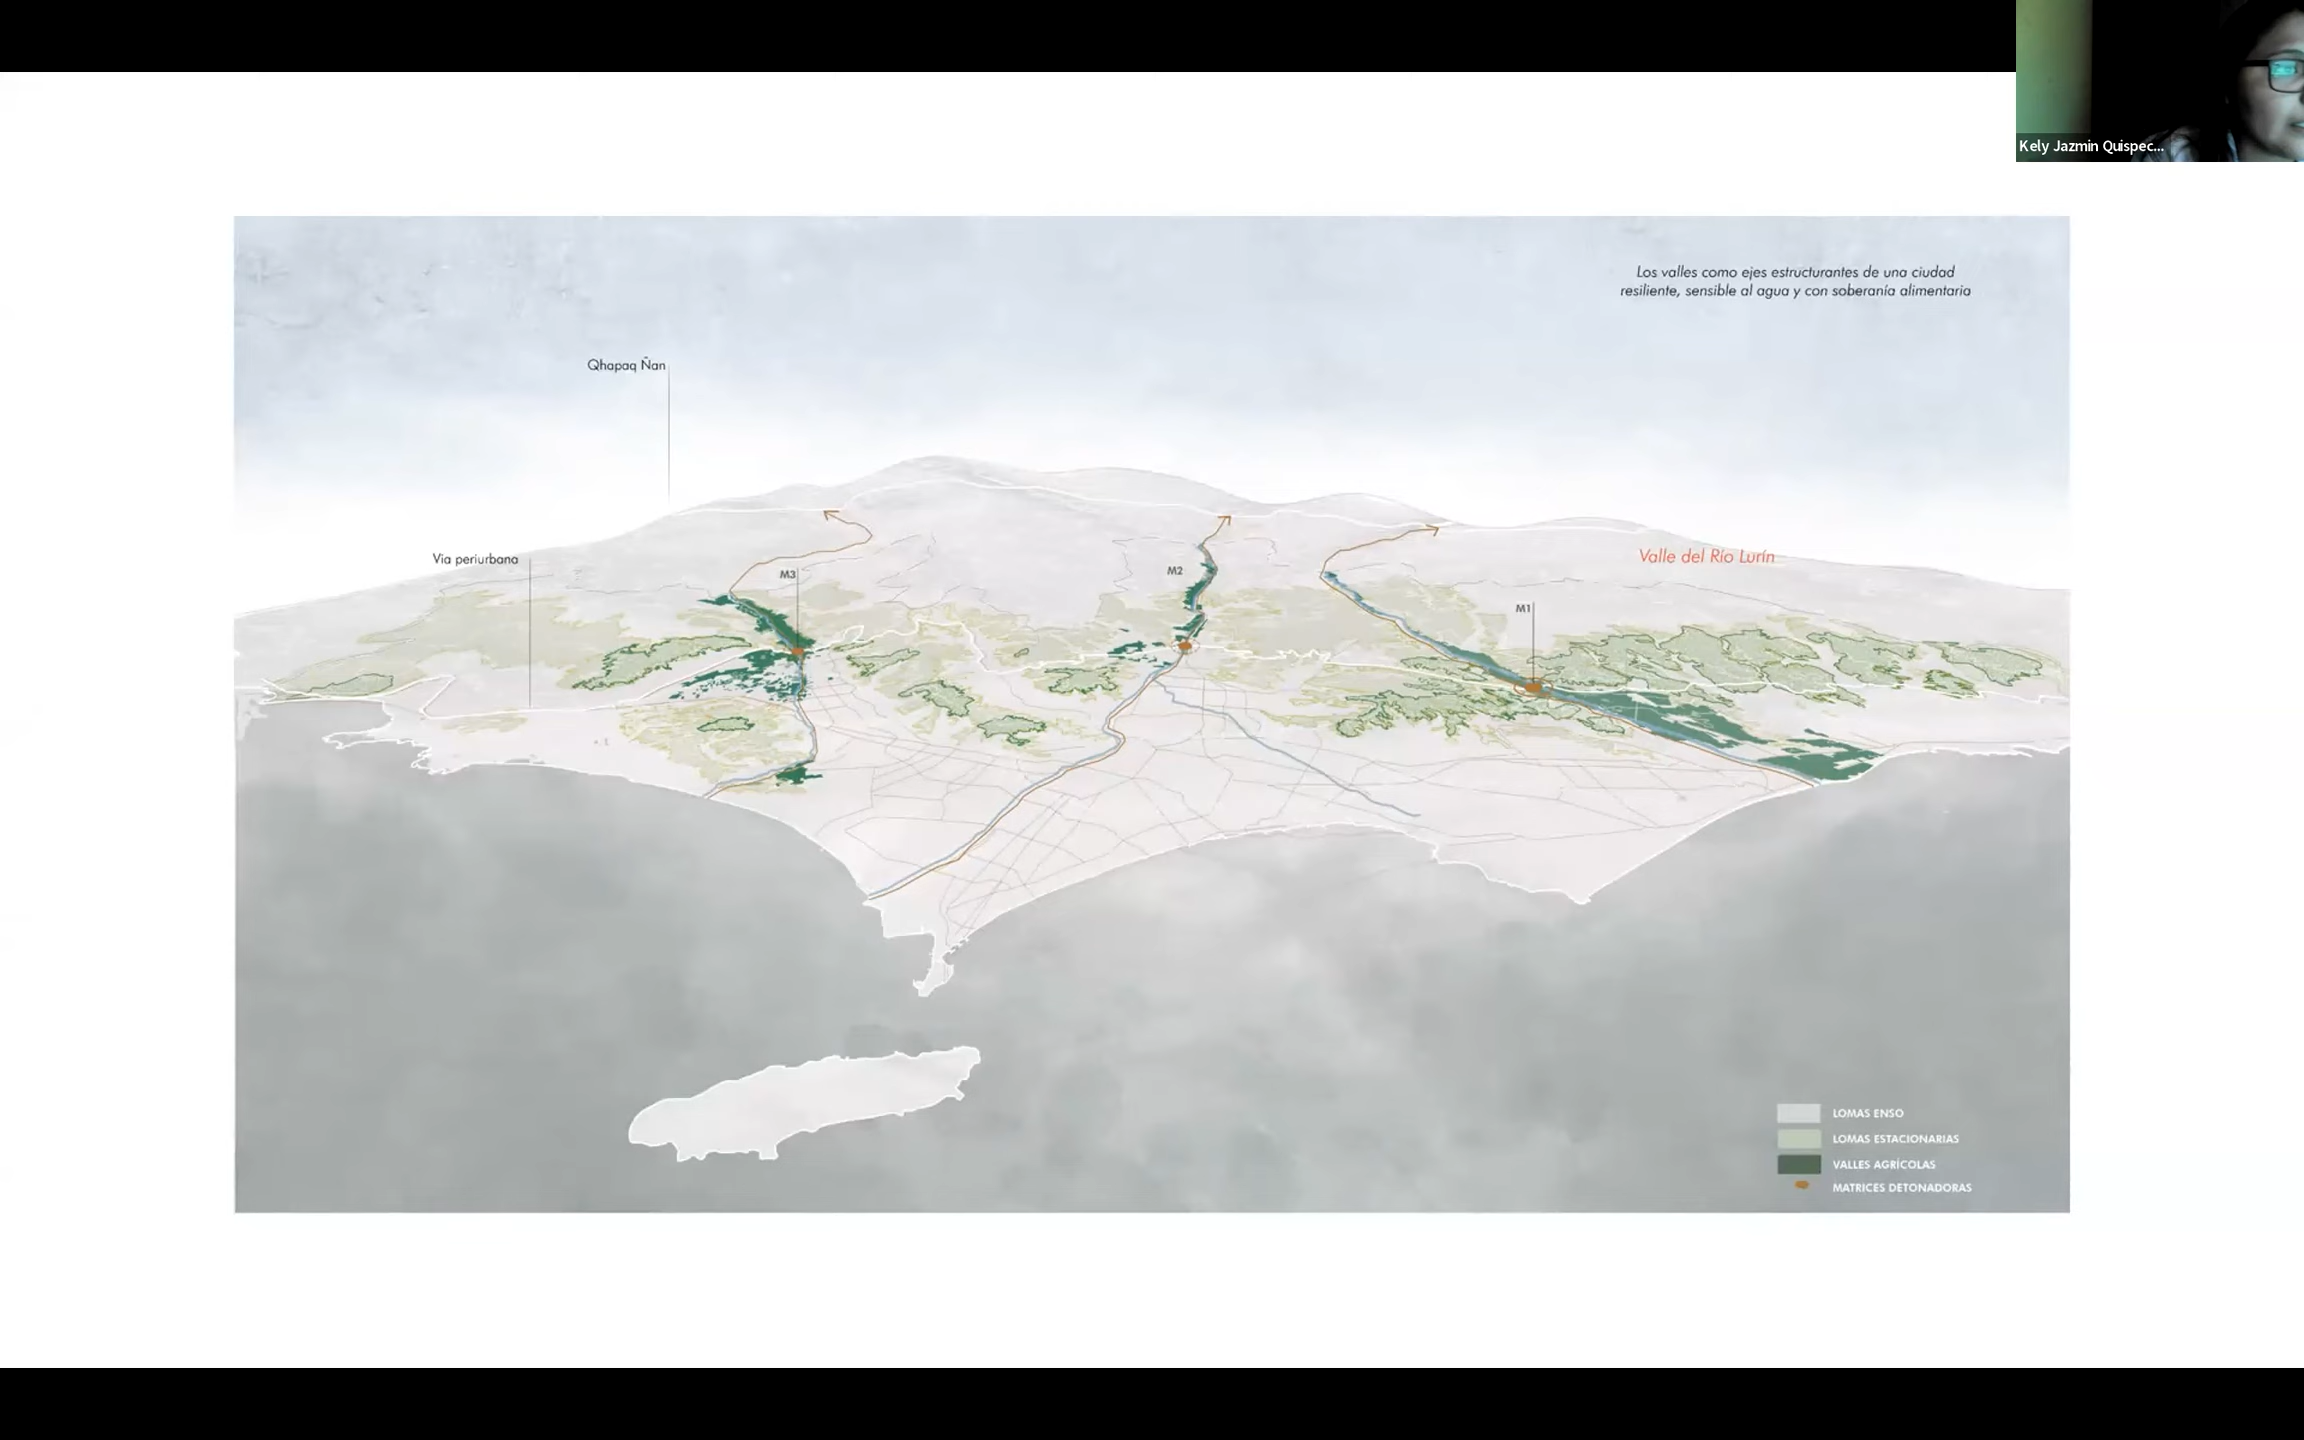 Kely Jazmin Quispec...
Los valles como ejes estructurantes de una ciudad
resiliente, sensible al agua y con soberanía alimentaria
Qhapaq Ñan
Via periurbana
Valle del Río Lurín
M3
M2
M1
LOMAS ENSO
LOMAS ESTACIONARIAS
VALLES AGRÍCOLAS
MATRICES DETONADORAS